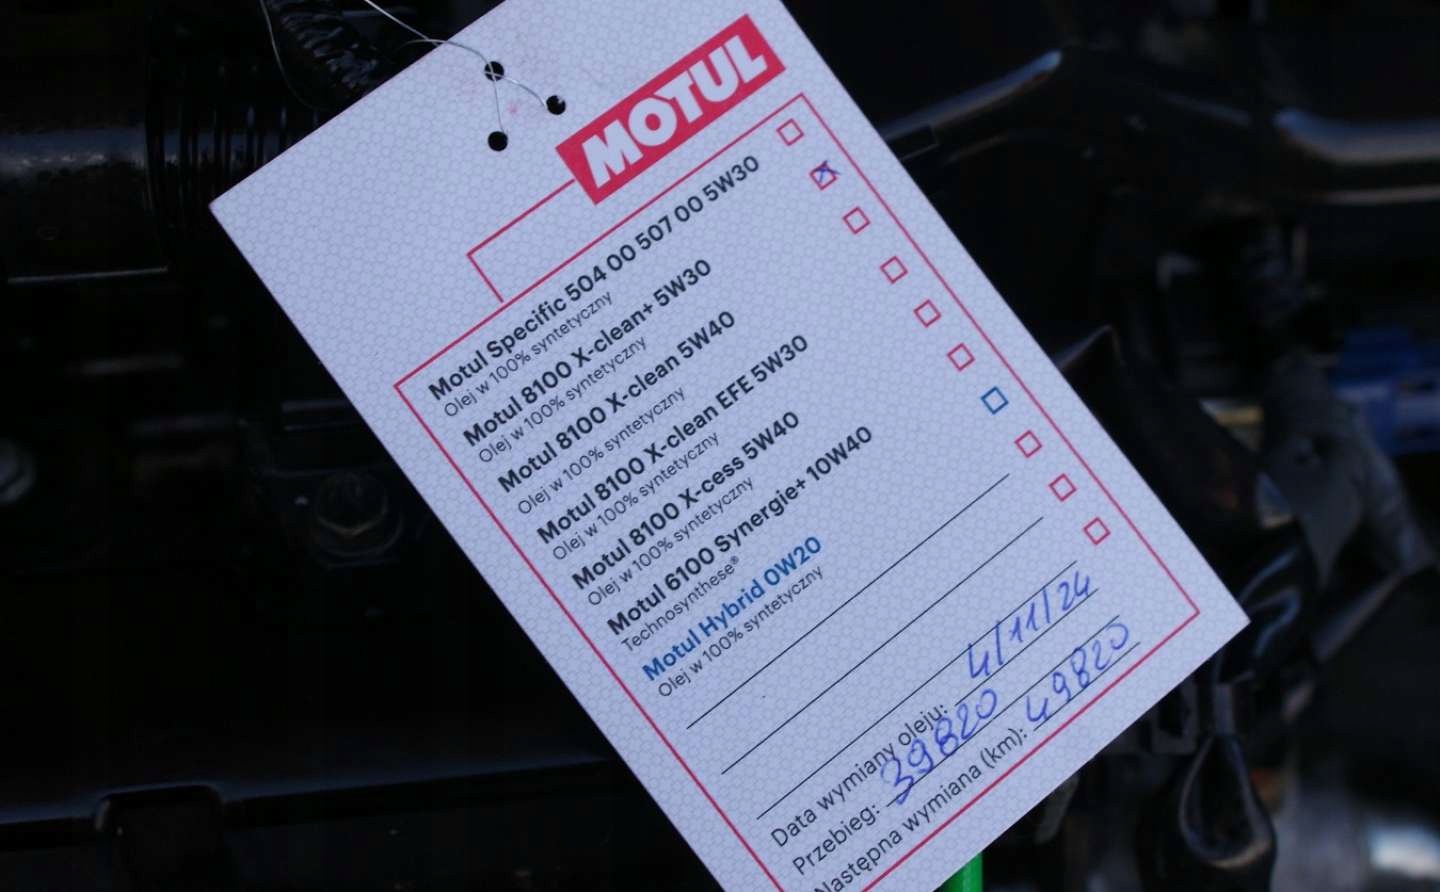 MOTUL
Motul Specific 504 00 507 00 5W30
Olej w 100% syntetyczny
Motul 8100 X-clean+ 5W30
Olej w 100% syntetyczny
Motul 8100 X-clean 5W40
Olej w 100% syntetyczny
Motul 8100 X-clean EFE 5W30
Olej w 100% syntetyczny
Motul 8100 X-cess 5W40
Olej w 100% syntetyczny
Motul 6100 Synergie+ 10W40
Technosynthese®
Motul Hybrid 0W20
Olej w 100% syntetyczny
Data wymiany oleju: 4/11/24
Przebieg: 39820
Następna wymiana (km): 49820